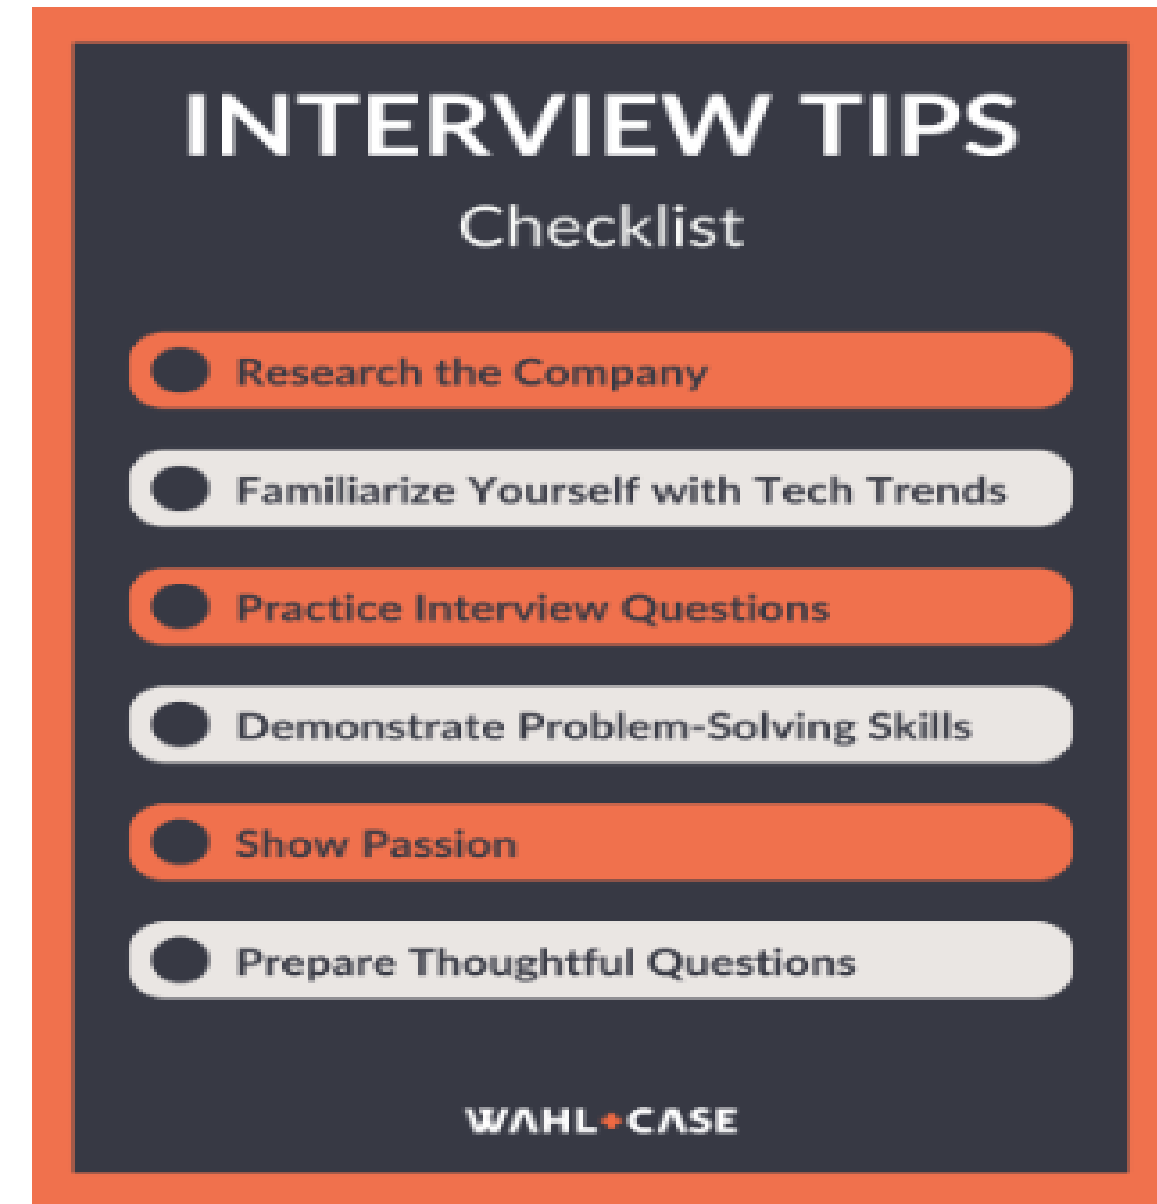 INTERVIEW TIPS
Checklist
Research the Company
Familiarize Yourself with Tech Trends
Practice Interview Questions
Demonstrate Problem-Solving Skills
Show Passion
Prepare Thoughtful Questions
WAHL+CASE